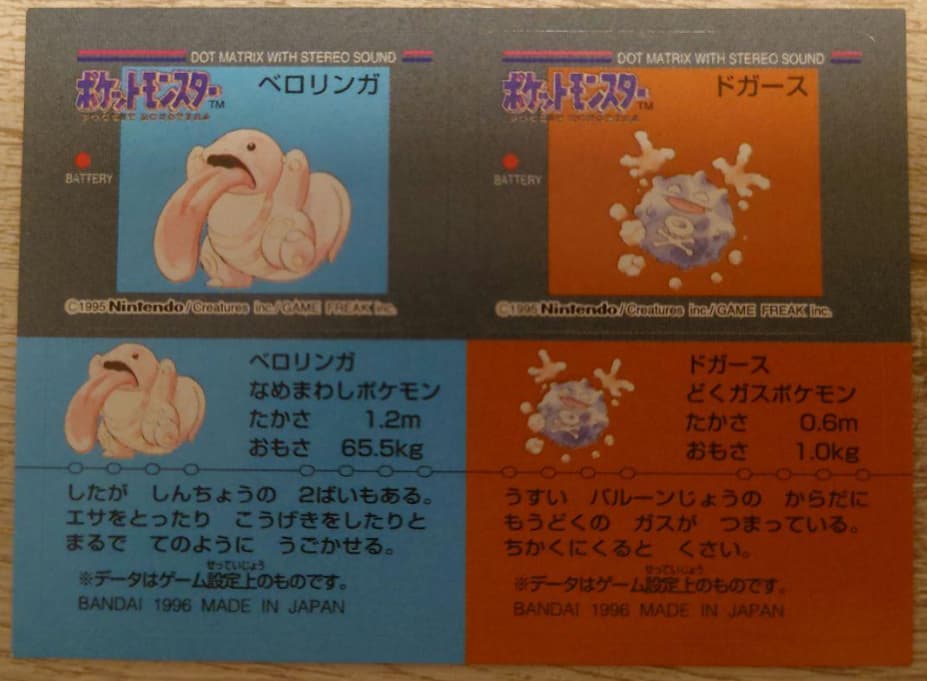 DOT MATRIX WITH STEREO SOUND
ポケットモンスター TM
ベロリンガ
BATTERY
©1995 Nintendo/Creatures inc./GAME FREAK inc.
ベロリンガ
なめまわしポケモン
たかさ 1.2m
おもさ 65.5kg
したが しんちょうの 2ばいもある。
エサをとったり こうげきをしたりと
まるで てのように うごかせる。
せっていじょう
※データはゲーム設定上のものです。
BANDAI 1996 MADE IN JAPAN
DOT MATRIX WITH STEREO SOUND
ポケットモンスター TM
ドガース
BATTERY
©1995 Nintendo/Creatures inc./GAME FREAK inc.
ドガース
どくガスポケモン
たかさ 0.6m
おもさ 1.0kg
うすい バルーンじょうの からだに
もうどくの ガスが つまっている。
ちかくにくると くさい。
せっていじょう
※データはゲーム設定上のものです。
BANDAI 1996 MADE IN JAPAN